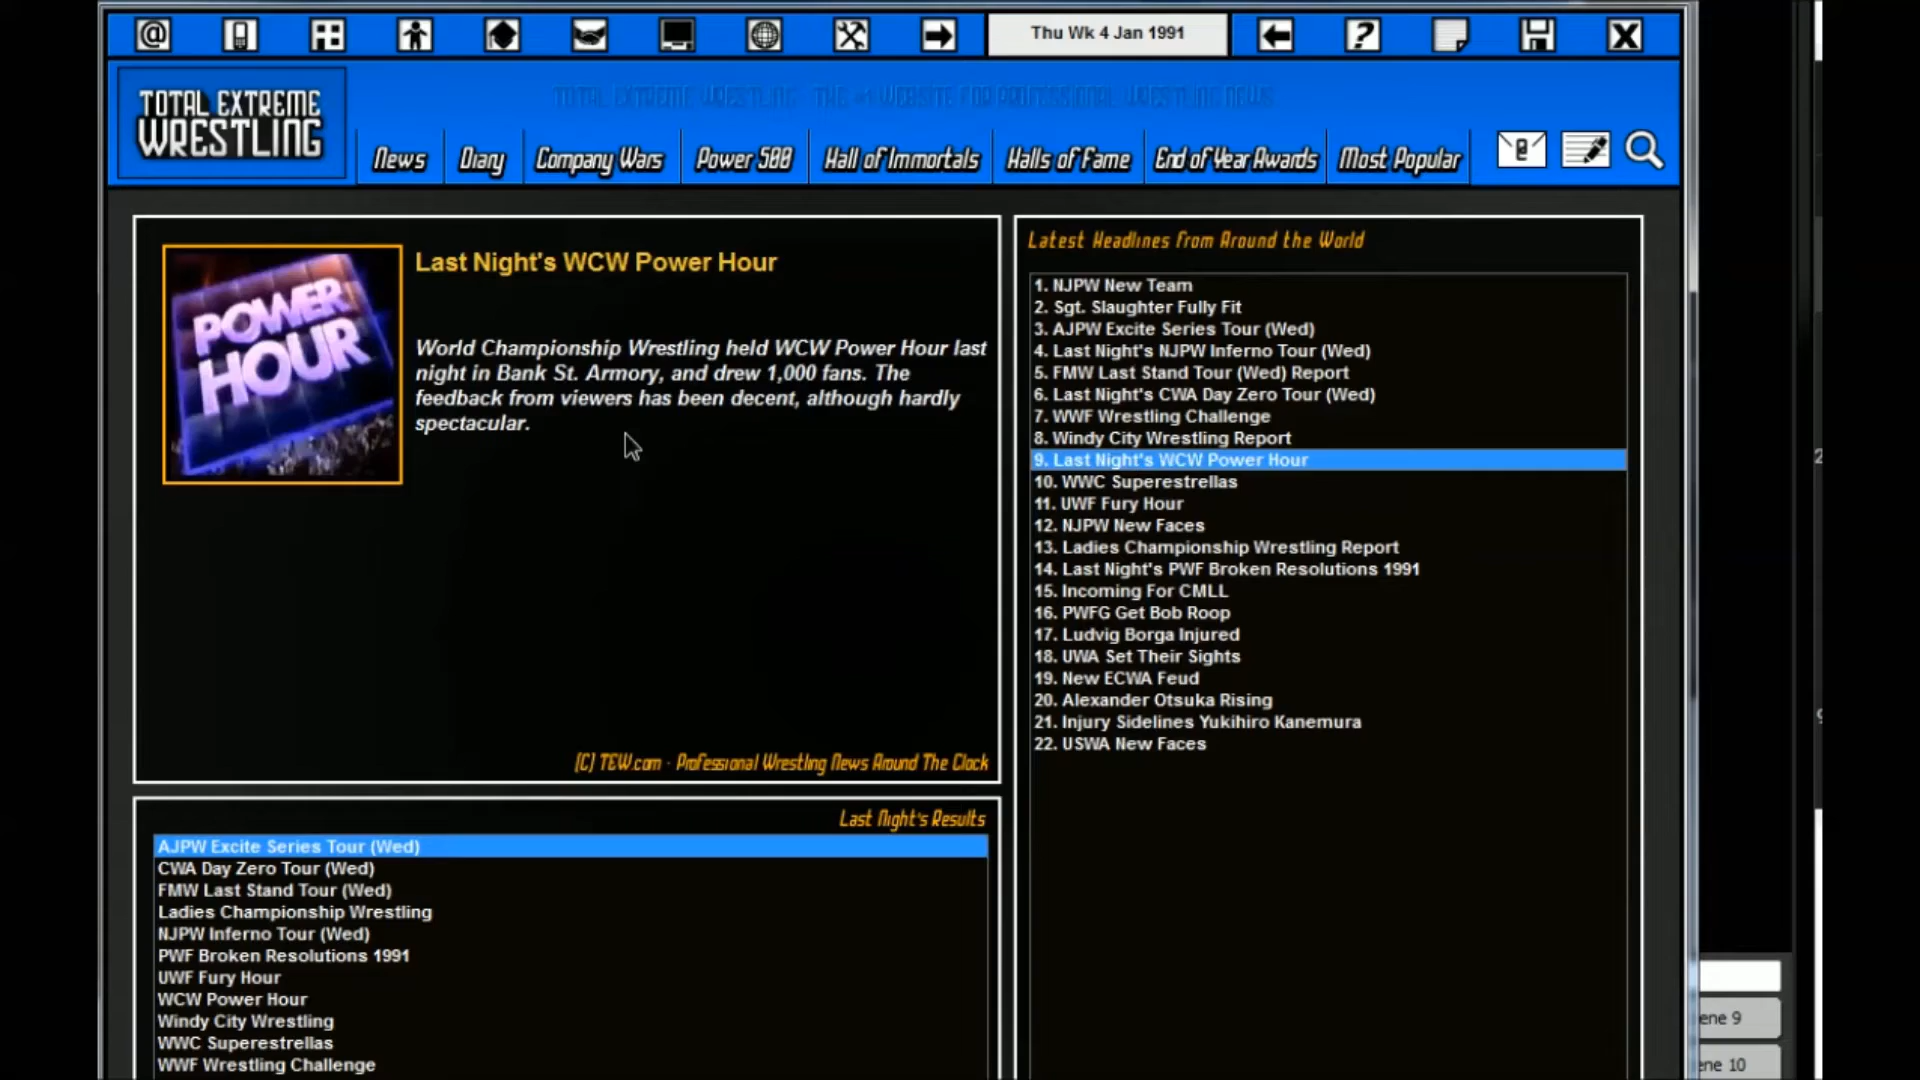 Thu Wk 4 Jan 1991
TOTAL EXTREME WRESTLING
TOTAL EXTREME WRESTLING - THE #1 WEBSITE FOR PROFESSIONAL WRESTLING NEWS
News
Diary
Company Wars
Power 500
Hall of Immortals
Halls of Fame
End of Year Awards
Most Popular
POWER HOUR
Last Night's WCW Power Hour
World Championship Wrestling held WCW Power Hour last
night in Bank St. Armory, and drew 1,000 fans. The
feedback from viewers has been decent, although hardly
spectacular.
(C) TEW.com - Professional Wrestling News Around The Clock
Latest Headlines From Around the World
1. NJPW New Team
2. Sgt. Slaughter Fully Fit
3. AJPW Excite Series Tour (Wed)
4. Last Night's NJPW Inferno Tour (Wed)
5. FMW Last Stand Tour (Wed) Report
6. Last Night's CWA Day Zero Tour (Wed)
7. WWF Wrestling Challenge
8. Windy City Wrestling Report
9. Last Night's WCW Power Hour
10. WWC Superestrellas
11. UWF Fury Hour
12. NJPW New Faces
13. Ladies Championship Wrestling Report
14. Last Night's PWF Broken Resolutions 1991
15. Incoming For CMLL
16. PWFG Get Bob Roop
17. Ludvig Borga Injured
18. UWA Set Their Sights
19. New ECWA Feud
20. Alexander Otsuka Rising
21. Injury Sidelines Yukihiro Kanemura
22. USWA New Faces
Last Night's Results
AJPW Excite Series Tour (Wed)
CWA Day Zero Tour (Wed)
FMW Last Stand Tour (Wed)
Ladies Championship Wrestling
NJPW Inferno Tour (Wed)
PWF Broken Resolutions 1991
UWF Fury Hour
WCW Power Hour
Windy City Wrestling
WWC Superestrellas
WWF Wrestling Challenge
ene 9
ene 10